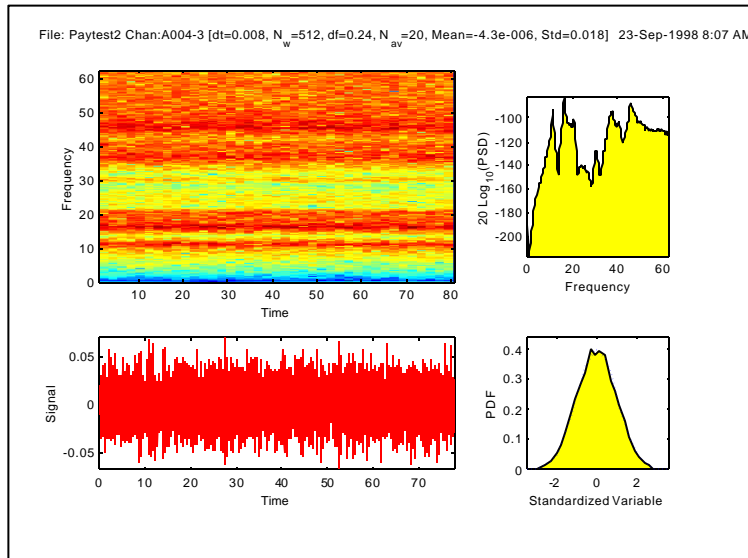 File: Paytest2 Chan:A004-3 [dt=0.008, N_w=512, df=0.24, N_av=20, Mean=-4.3e-006, Std=0.018] 23-Sep-1998 8:07 AM
60
50
40
30
20
10
0
Frequency
10 20 30 40 50 60 70 80
Time
-100
-120
-140
-160
-180
-200
20 Log10(PSD)
0 20 40 60
Frequency
0.05
0
-0.05
Signal
0 10 20 30 40 50 60 70
Time
0.4
0.3
0.2
0.1
0
PDF
-2 0 2
Standardized Variable